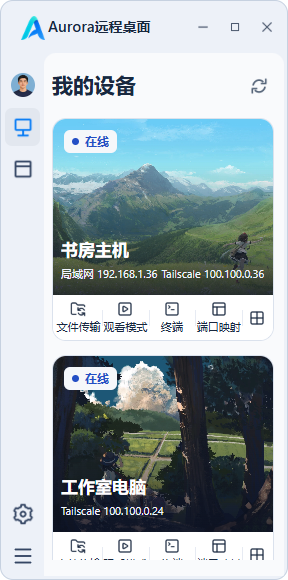 Aurora远程桌面
我的设备
在线
书房主机
局域网 192.168.1.36 Tailscale 100.100.0.36
文件传输 观看模式 终端 端口映射
在线
工作室电脑
Tailscale 100.100.0.24